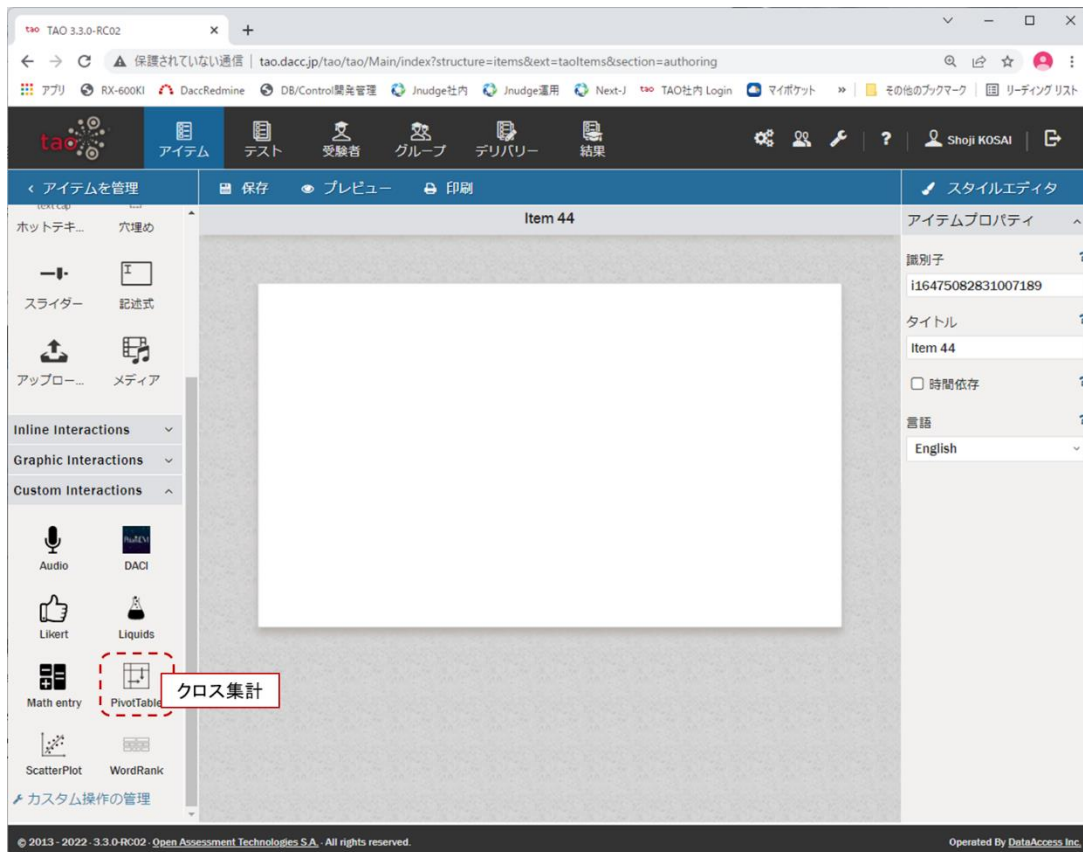 tao TAO 3.3.0-RC02
保護されていない通信 | tao.dacc.jp/tao/tao/Main/index?structure=items&ext=taoItems&section=authoring
アプリ RX-600KI DaccRedmine DB/Control開発管理 Jnudge社内 Jnudge運用 Next-J TAO社内 Login マイポケット » その他のブックマーク リーディング リスト
tao アイテム テスト 受験者 グループ デリバリー 結果 ? Shoji KOSAI
アイテムを管理 保存 プレビュー 印刷 スタイルエディタ
Item 44
アイテムプロパティ
ホットテキ... 穴埋め
スライダー 記述式
アップロー... メディア
Inline Interactions
Graphic Interactions
Custom Interactions
Audio DACI
Likert Liquids
Math entry PivotTable
クロス集計
ScatterPlot WordRank
カスタム操作の管理
識別子
i16475082831007189
タイトル
Item 44
時間依存
言語
English
© 2013 - 2022 · 3.3.0-RC02 · Open Assessment Technologies S.A. · All rights reserved.
Operated By DataAccess Inc.